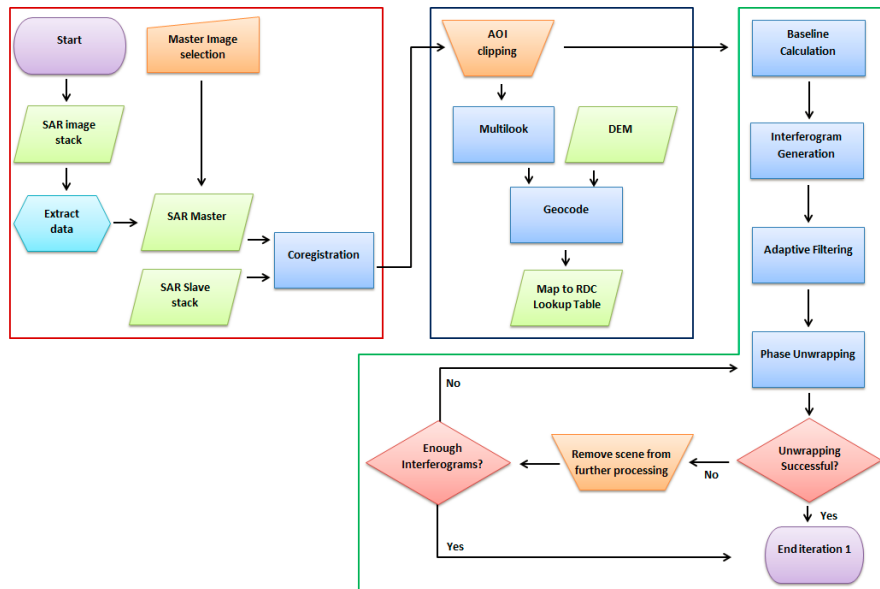 Start
Master Image
selection
SAR image
stack
Extract
data
SAR Master
SAR Slave
stack
Coregistration
AOI
clipping
Multilook
DEM
Geocode
Map to RDC
Lookup Table
Baseline
Calculation
Interferogram
Generation
Adaptive Filtering
Phase Unwrapping
Unwrapping
Successful?
No
Remove scene from
further processing
Enough
Interferograms?
No
Yes
Yes
End iteration 1